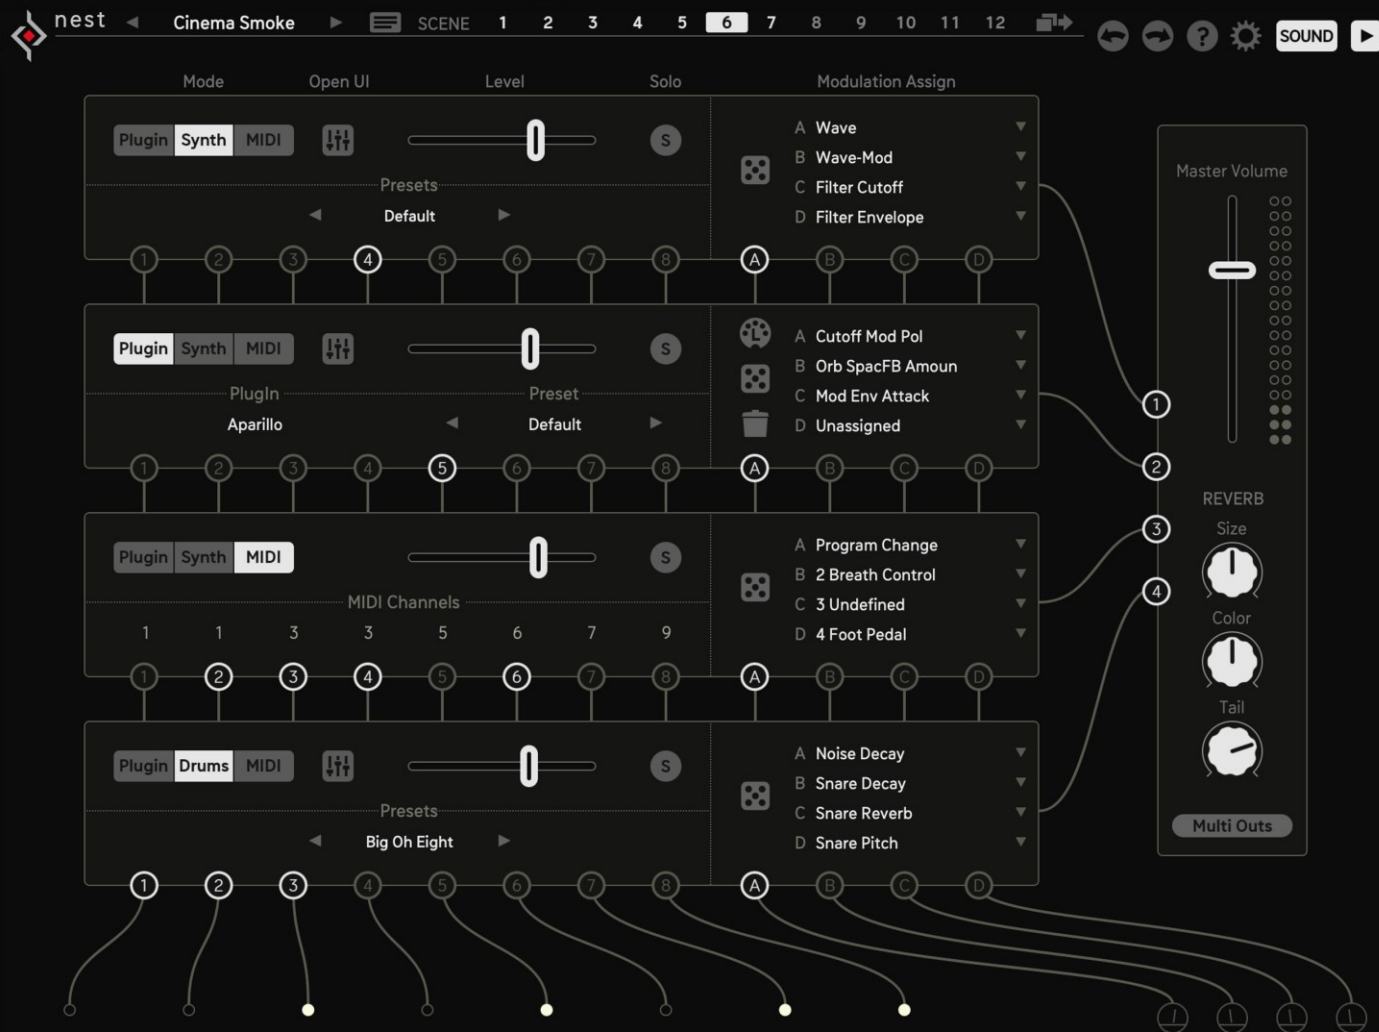 nest Cinema Smoke SCENE 1 2 3 4 5 6 7 8 9 10 11 12 ? SOUND
Mode Open UI Level Solo Modulation Assign
Plugin Synth MIDI S
Presets
Default
A Wave
B Wave-Mod
C Filter Cutoff
D Filter Envelope
1 2 3 4 5 6 7 8 A B C D
Plugin Synth MIDI S
PlugIn Preset
Aparillo Default
L
A Cutoff Mod Pol
B Orb SpacFB Amoun
C Mod Env Attack
D Unassigned
1 2 3 4 5 6 7 8 A B C D
Plugin Synth MIDI S
MIDI Channels
1 1 3 3 5 6 7 9
A Program Change
B 2 Breath Control
C 3 Undefined
D 4 Foot Pedal
1 2 3 4 5 6 7 8 A B C D
Plugin Drums MIDI S
Presets
Big Oh Eight
A Noise Decay
B Snare Decay
C Snare Reverb
D Snare Pitch
1 2 3 4 5 6 7 8 A B C D
Master Volume
1
2
3
4
REVERB
Size
Color
Tail
Multi Outs